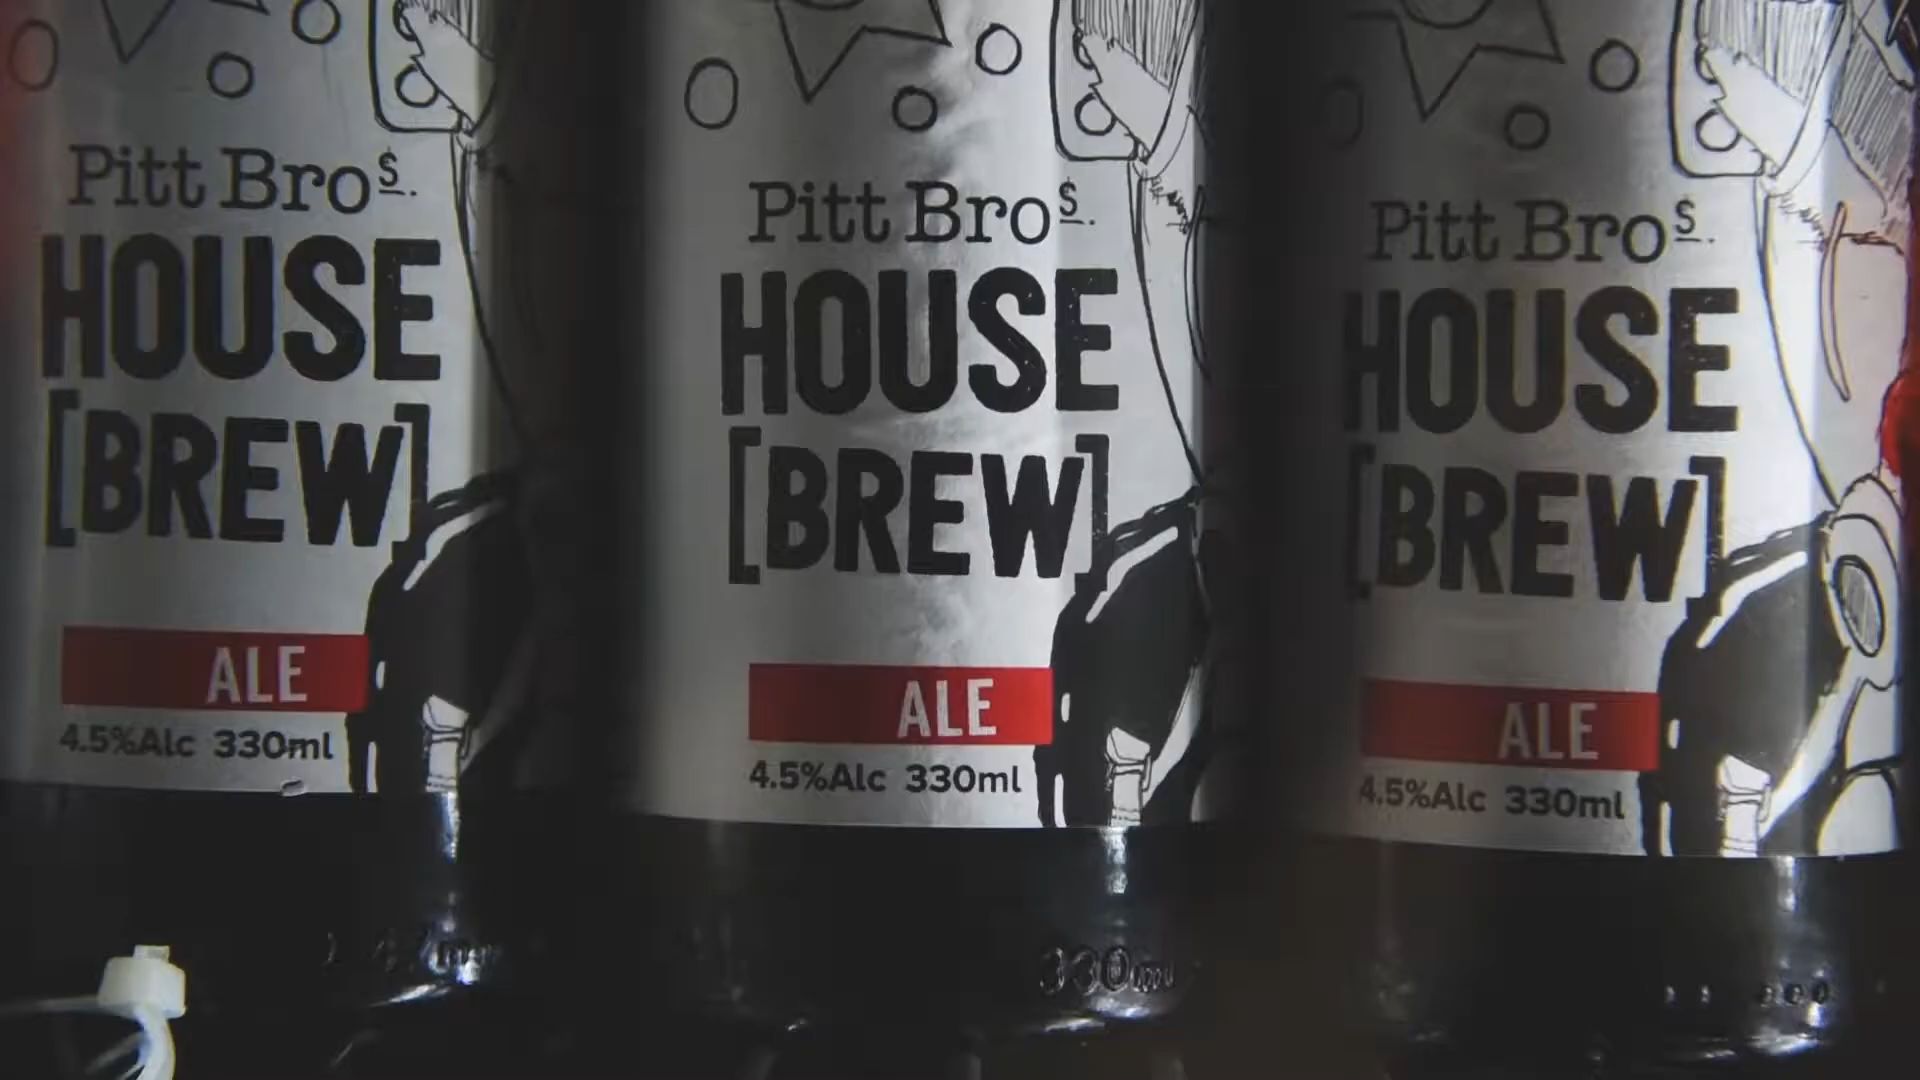 Pitt Bros.
HOUSE
[BREW]
ALE
4.5%Alc 330ml
Pitt Bros.
HOUSE
[BREW]
ALE
4.5%Alc 330ml
330ml
Pitt Bros.
HOUSE
[BREW]
ALE
4.5%Alc 330ml